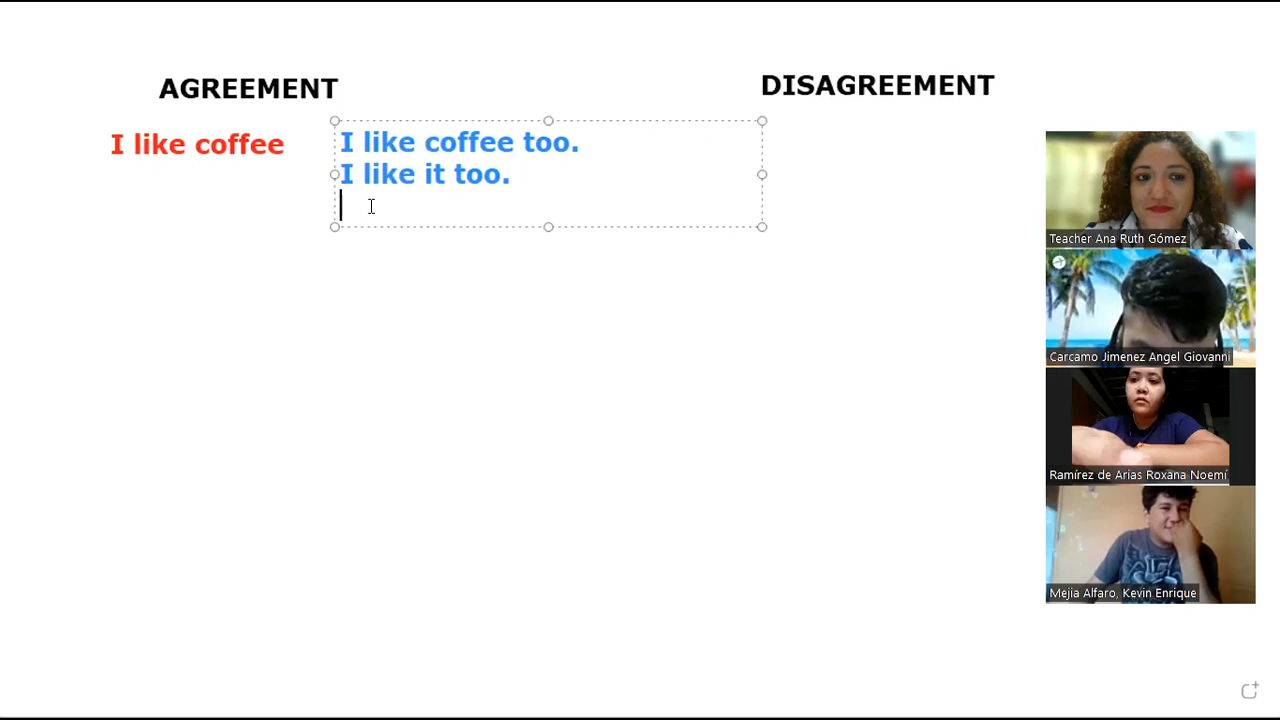 AGREEMENT
DISAGREEMENT
I like coffee
I like coffee too.
I like it too.
Teacher Ana Ruth Gómez
Carcamo Jimenez Angel Giovanni
Ramírez de Arias Roxana Noemí
Mejia Alfaro, Kevin Enrique